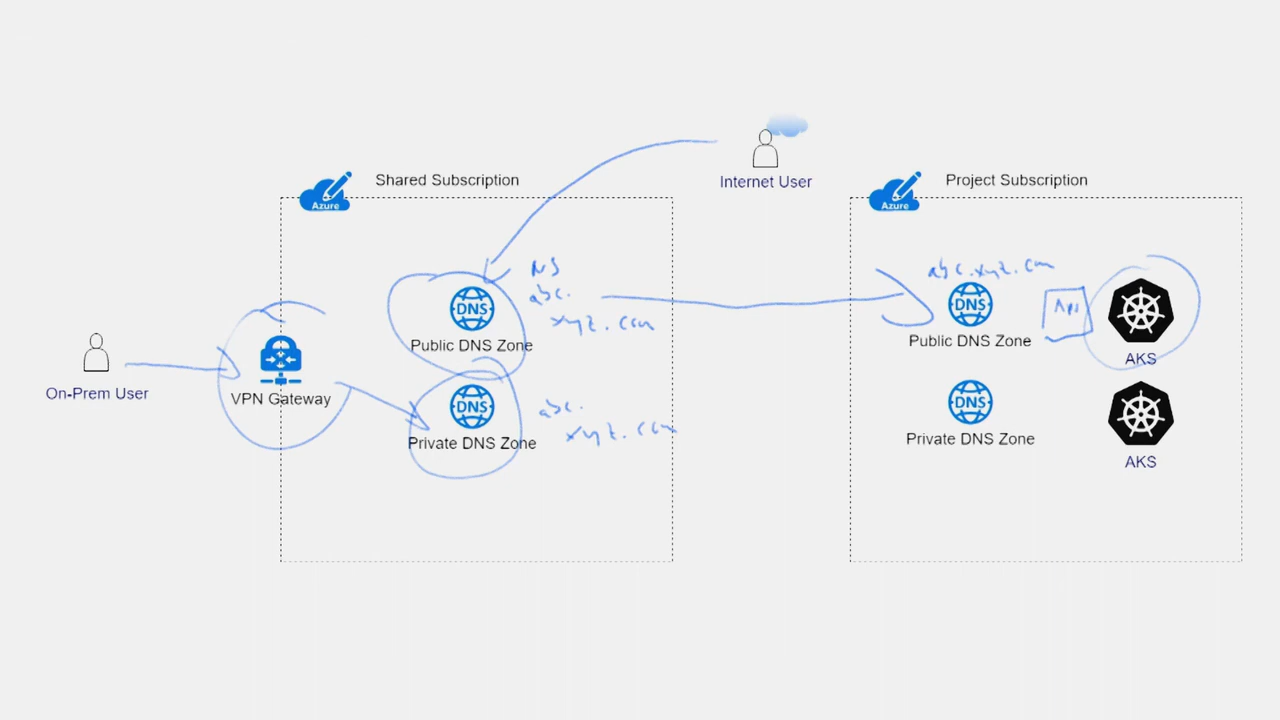 Internet User
Shared Subscription
Azure
Project Subscription
Azure
NS
abc.
xyz.com
DNS
Public DNS Zone
abc.xyz.com
DNS
Public DNS Zone
API
AKS
On-Prem User
VPN Gateway
DNS
Private DNS Zone
abc.
xyz.com
DNS
Private DNS Zone
AKS